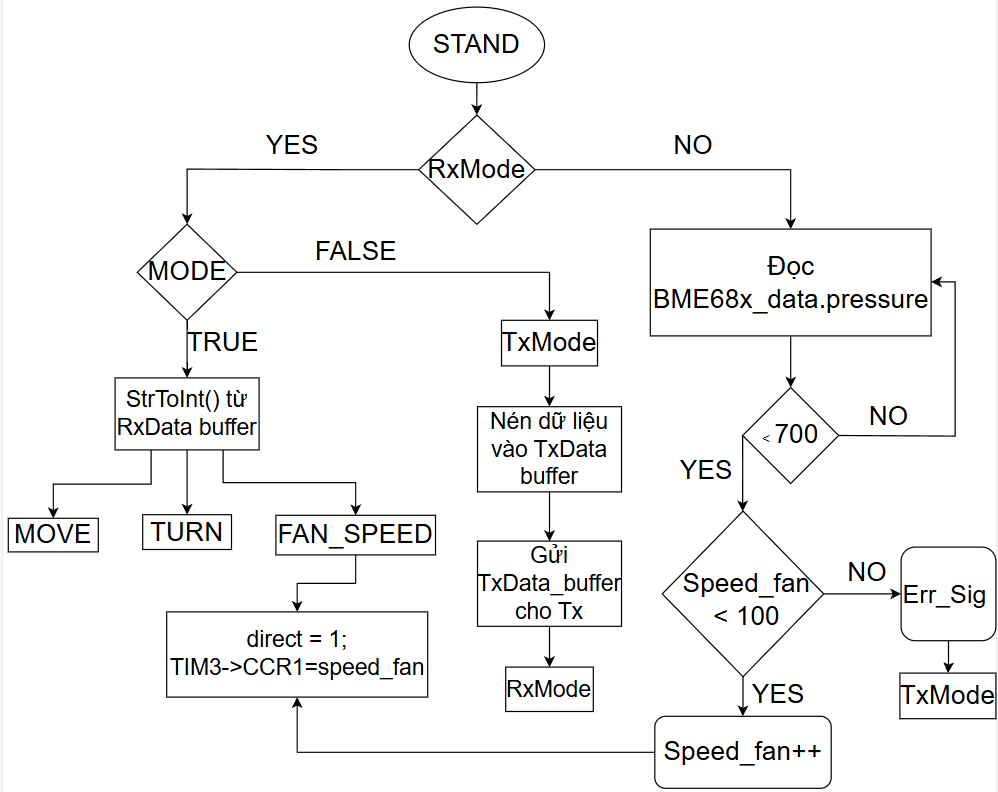 STAND
YES
NO
RxMode
FALSE
MODE
Đọc
BME68x_data.pressure
TRUE
TxMode
StrToInt() từ
RxData buffer
Nén dữ liệu
vào TxData
buffer
< 700
NO
YES
MOVE
TURN
FAN_SPEED
Gửi
TxData_buffer
cho Tx
Speed_fan
< 100
NO
Err_Sig
direct = 1;
TIM3->CCR1=speed_fan
RxMode
YES
TxMode
Speed_fan++